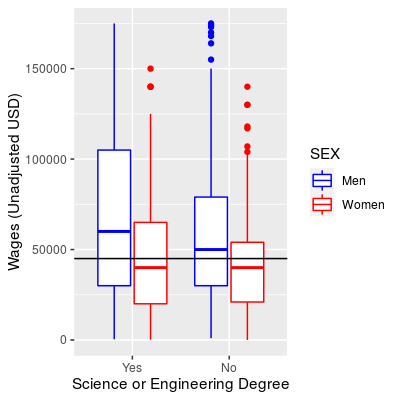 Wages (Unadjusted USD)
150000
100000
50000
0
Yes
No
Science or Engineering Degree
SEX
Men
Women